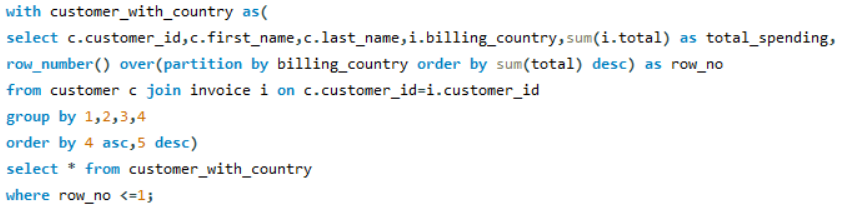 with customer_with_country as(
select c.customer_id,c.first_name,c.last_name,i.billing_country,sum(i.total) as total_spending,
row_number() over(partition by billing_country order by sum(total) desc) as row_no
from customer c join invoice i on c.customer_id=i.customer_id
group by 1,2,3,4
order by 4 asc,5 desc)
select * from customer_with_country
where row_no <=1;